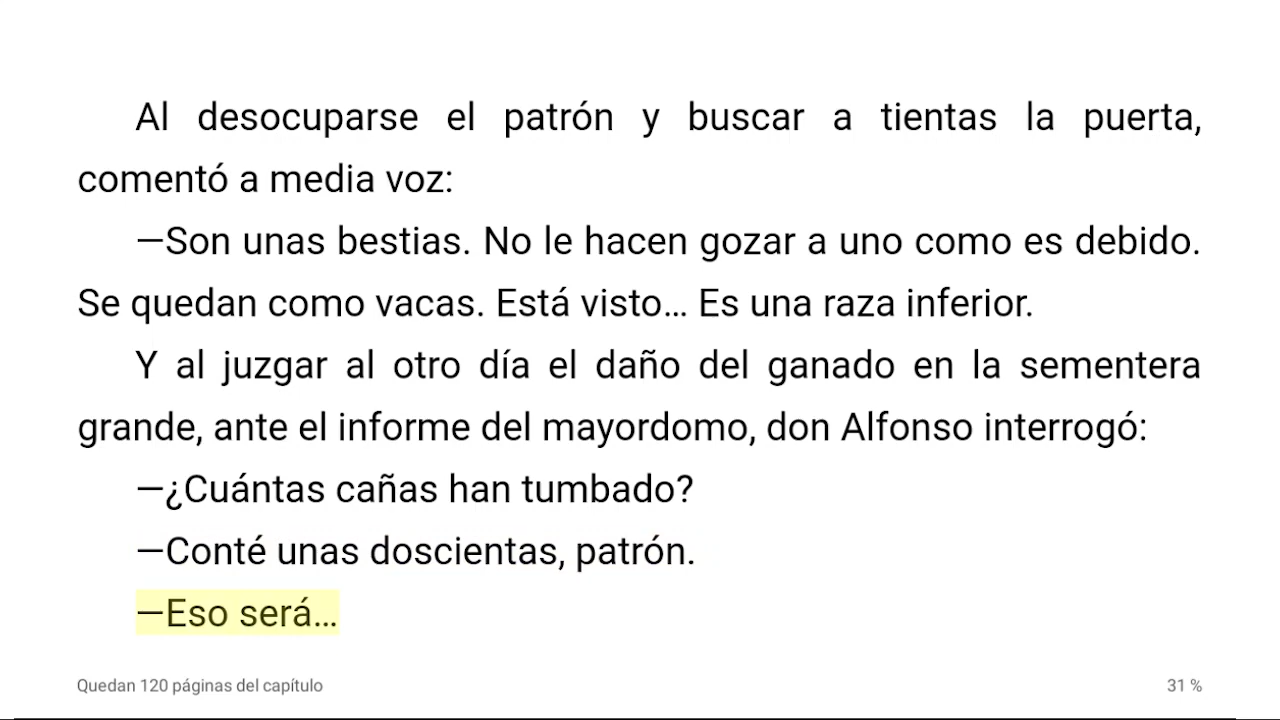 Al desocuparse el patrón y buscar a tientas la puerta,
comentó a media voz:
—Son unas bestias. No le hacen gozar a uno como es debido.
Se quedan como vacas. Está visto… Es una raza inferior.
Y al juzgar al otro día el daño del ganado en la sementera
grande, ante el informe del mayordomo, don Alfonso interrogó:
—¿Cuántas cañas han tumbado?
—Conté unas doscientas, patrón.
—Eso será…
Quedan 120 páginas del capítulo
31 %